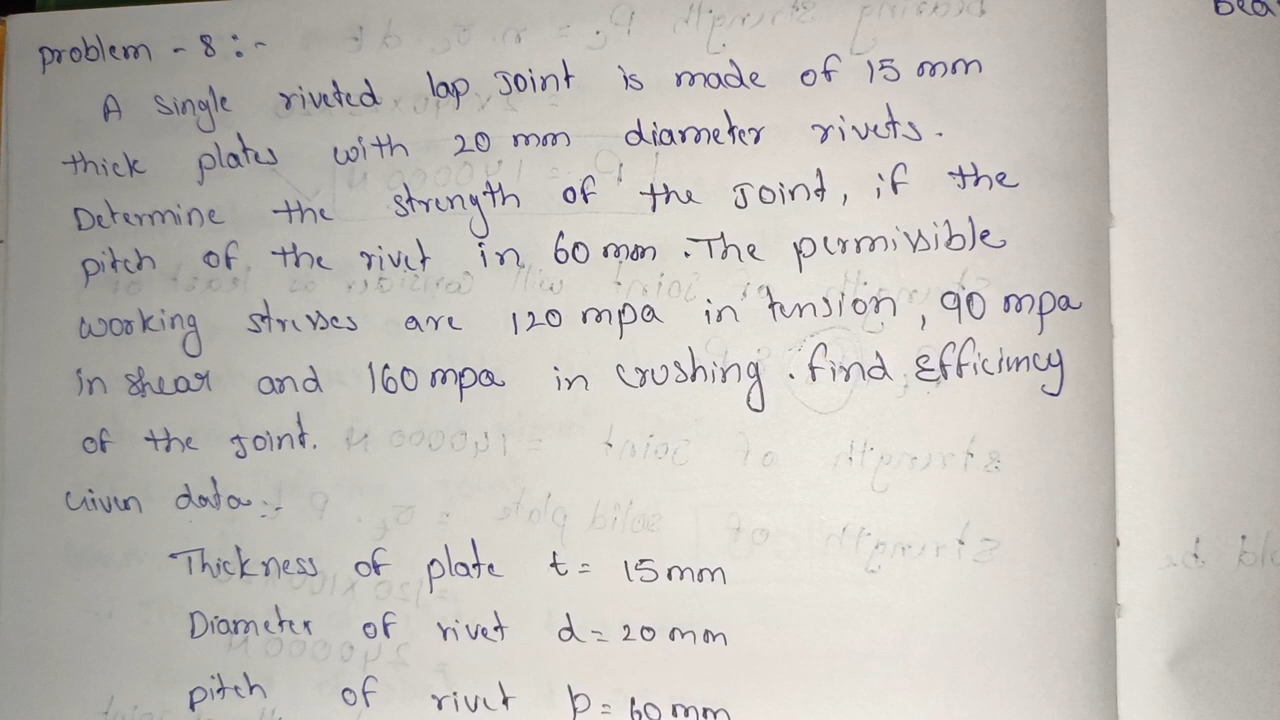 problem - 8 :-
A single riveted lap joint is made of 15 mm
thick plates with 20 mm diameter rivets.
Determine the strength of the joint, if the
pitch of the rivet in 60 mm. The permissible
working stresses are 120 mpa in tension, 90 mpa
in shear and 160 mpa in crushing. find Efficiency
of the joint.
Given data :-
Thickness of plate t = 15 mm
Diameter of rivet d = 20 mm
pitch of rivet p = 60 mm